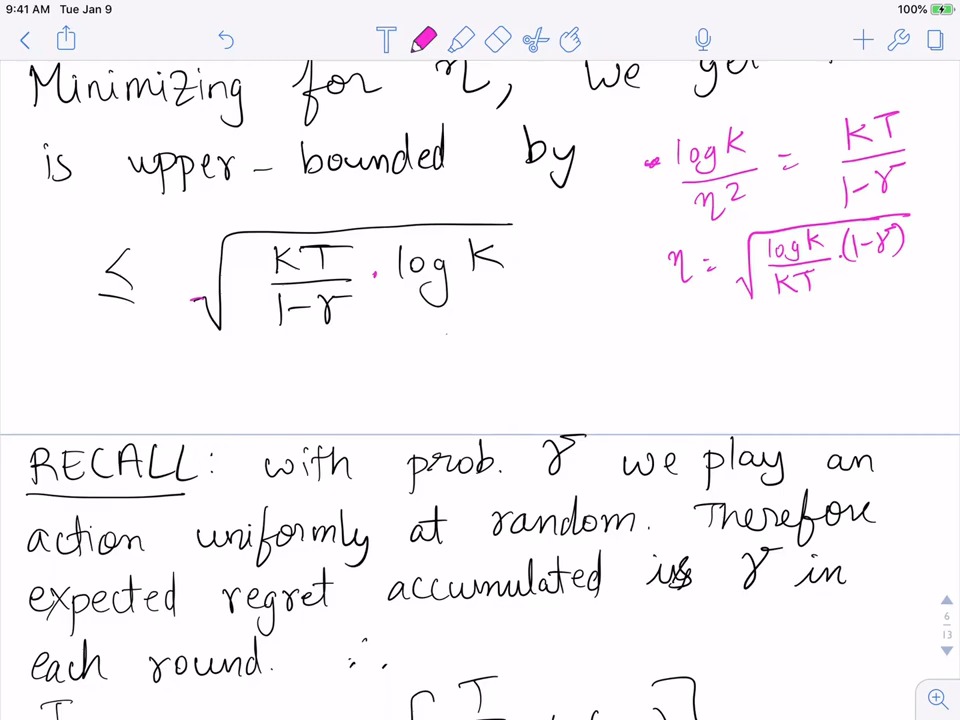 9:41 AM Tue Jan 9
100%
T
Minimizing for η, we get
is upper-bounded by
log K / η² = KT / 1-γ
η = √( log K / KT · (1-γ) )
≤ √( KT / 1-γ · log K )
RECALL: with prob. γ we play an
action uniformly at random. Therefore
expected regret accumulated is γ in
each round. ∴
6
13